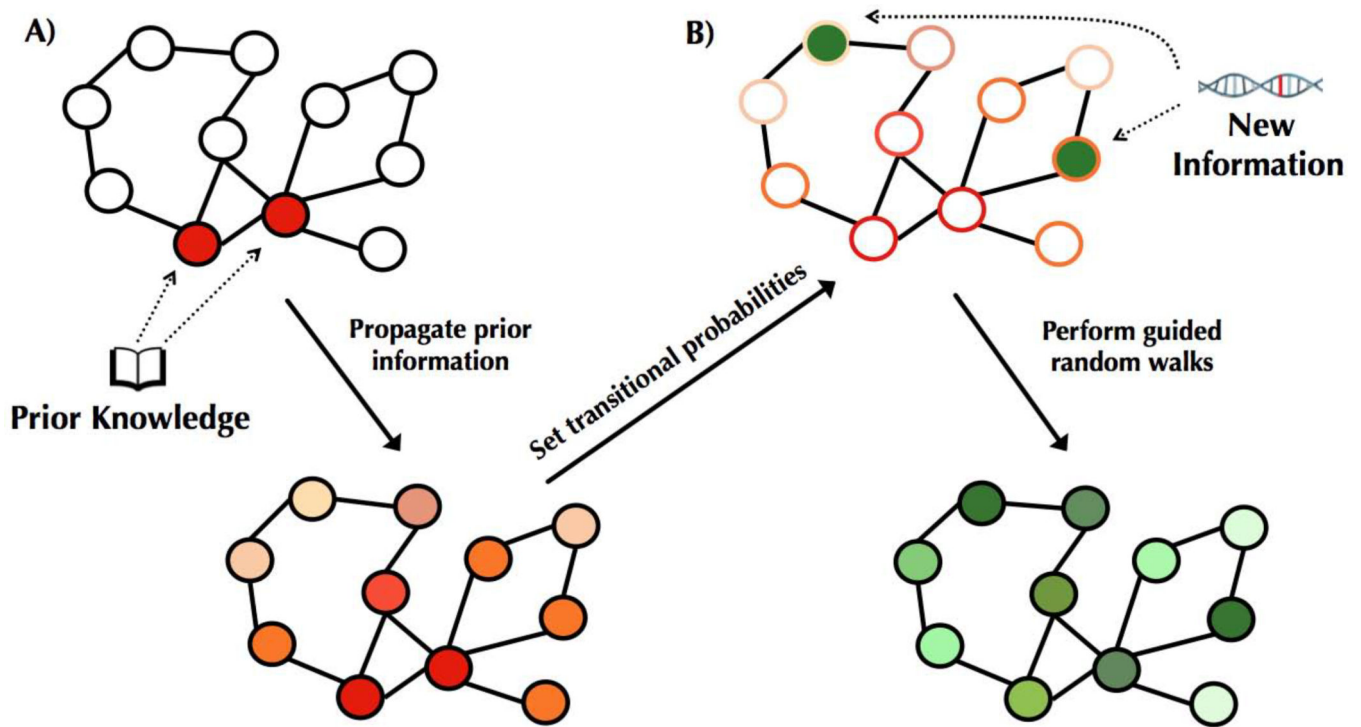 A)
B)
New
Information
Propagate prior
information
Prior Knowledge
Set transitional probabilities
Perform guided
random walks